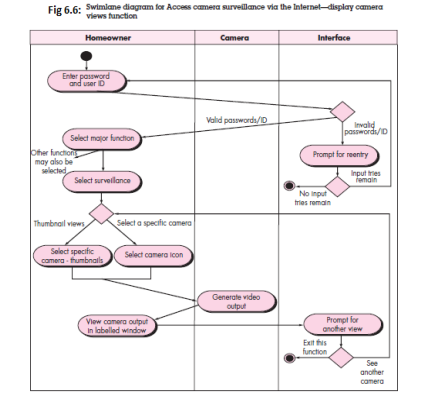 Fig 6.6: Swimlane diagram for Access camera surveillance via the Internet—display camera
views function
Homeowner
Camera
Interface
Enter password
and user ID
Valid passwords/ID
Invalid
passwords/ID
Select major function
Prompt for reentry
Other functions
may also be
selected
Input tries
remain
Select surveillance
No input
tries remain
Thumbnail views
Select a specific camera
Select specific
camera - thumbnails
Select camera icon
Generate video
output
View camera output
in labelled window
Prompt for
another view
Exit this
function
See
another
camera